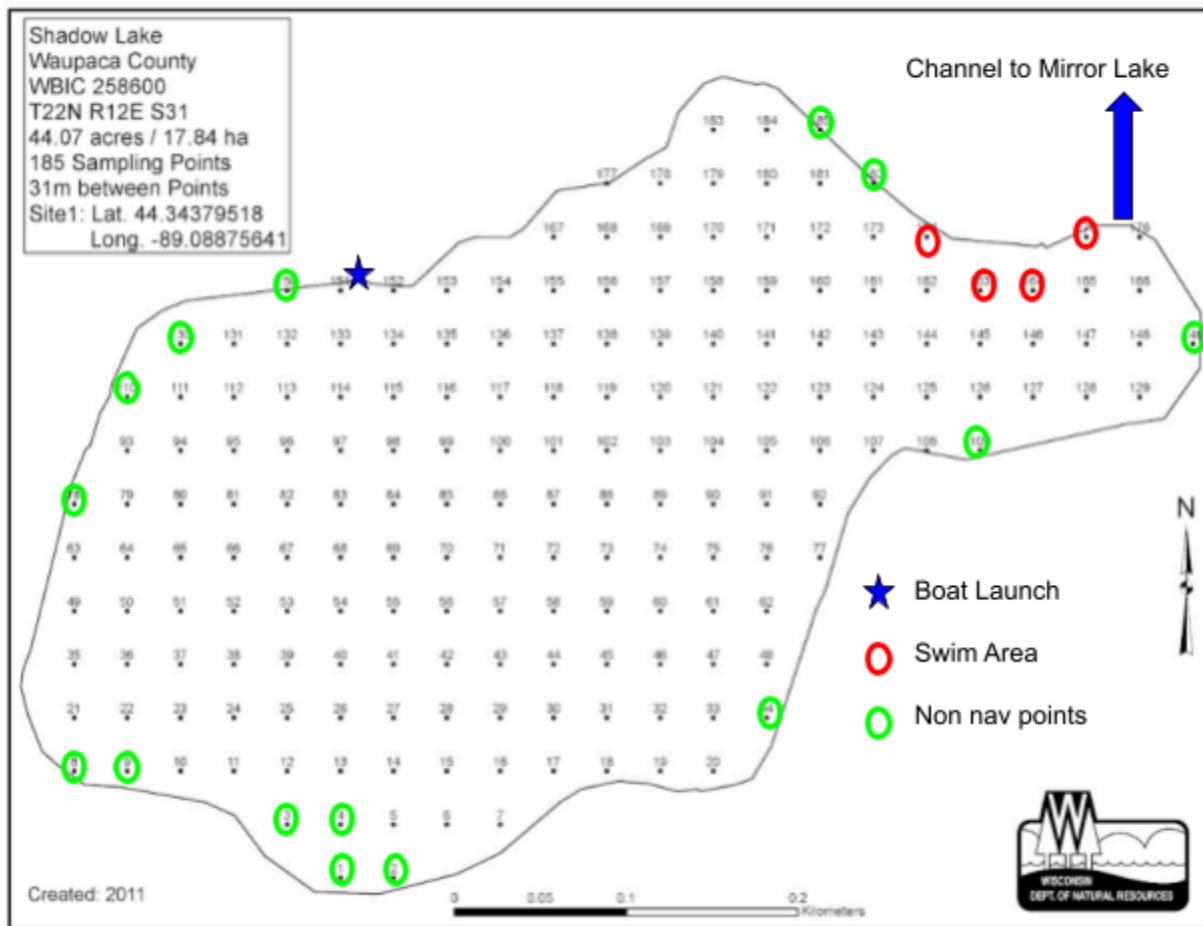 Shadow Lake
Waupaca County
WBIC 258600
T22N R12E S31
44.07 acres / 17.84 ha
185 Sampling Points
31m between Points
Site1: Lat. 44.34379518
Long. -89.08875641
Channel to Mirror Lake
183 184
177 178 179 180 181
167 168 169 170 171 172 173 176
151 152 153 154 155 156 157 158 159 160 161 162 165 166
131 132 133 134 135 136 137 138 139 140 141 142 143 144 145 146 147 148
110 111 112 113 114 115 116 117 118 119 120 121 122 123 124 125 126 127 128 129
93 94 95 96 97 98 99 100 101 102 103 104 105 106 107 108
79 80 81 82 83 84 85 86 87 88 89 90 91 92
63 64 65 66 67 68 69 70 71 72 73 74 75 76 77
49 50 51 52 53 54 55 56 57 58 59 60 61 62
35 36 37 38 39 40 41 42 43 44 45 46 47 48
21 22 23 24 25 26 27 28 29 30 31 32 33
8 9 10 11 12 13 14 15 16 17 18 19 20
3 4 5 6 7
1 2
N
Boat Launch
Swim Area
Non nav points
Created: 2011
0 0.05 0.1 0.2
Kilometers
W
WISCONSIN
DEPT. OF NATURAL RESOURCES